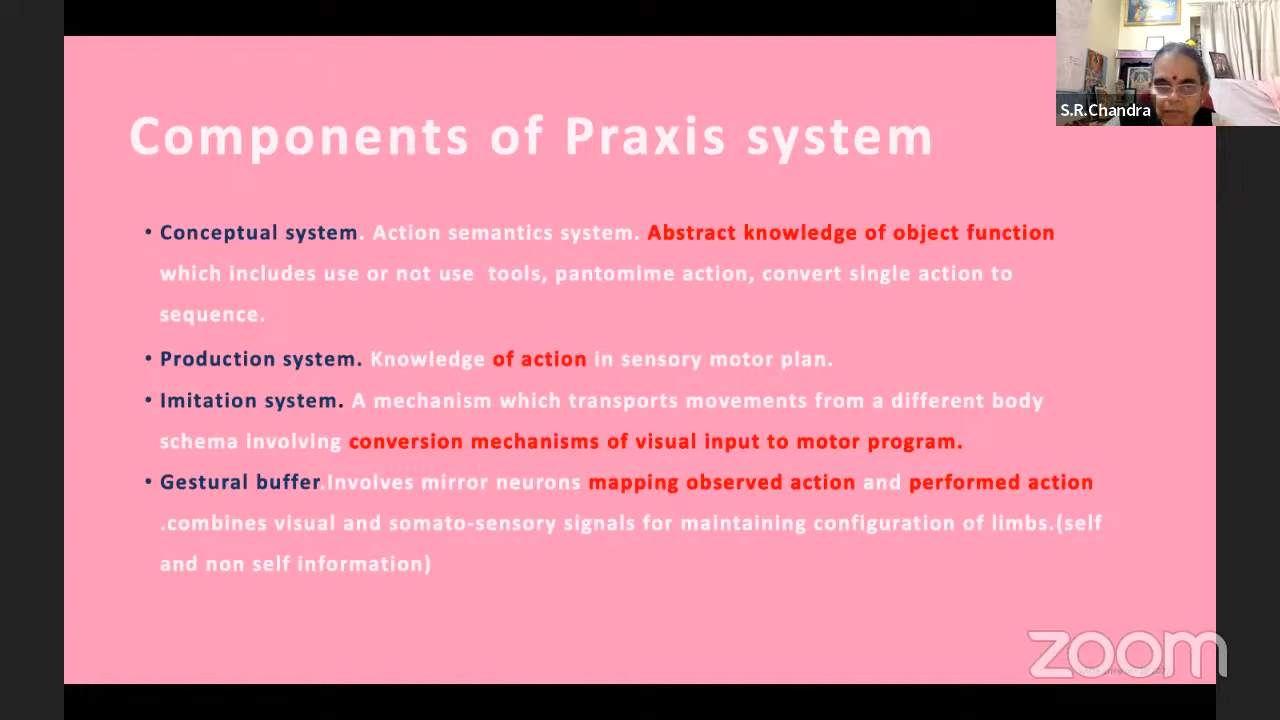 S.R.Chandra
Components of Praxis system
• Conceptual system. Action semantics system. Abstract knowledge of object function
which includes use or not use tools, pantomime action, convert single action to
sequence.
• Production system. Knowledge of action in sensory motor plan.
• Imitation system. A mechanism which transports movements from a different body
schema involving conversion mechanisms of visual input to motor program.
• Gestural buffer.Involves mirror neurons mapping observed action and performed action
.combines visual and somato-sensory signals for maintaining configuration of limbs.(self
and non self information)
zoom